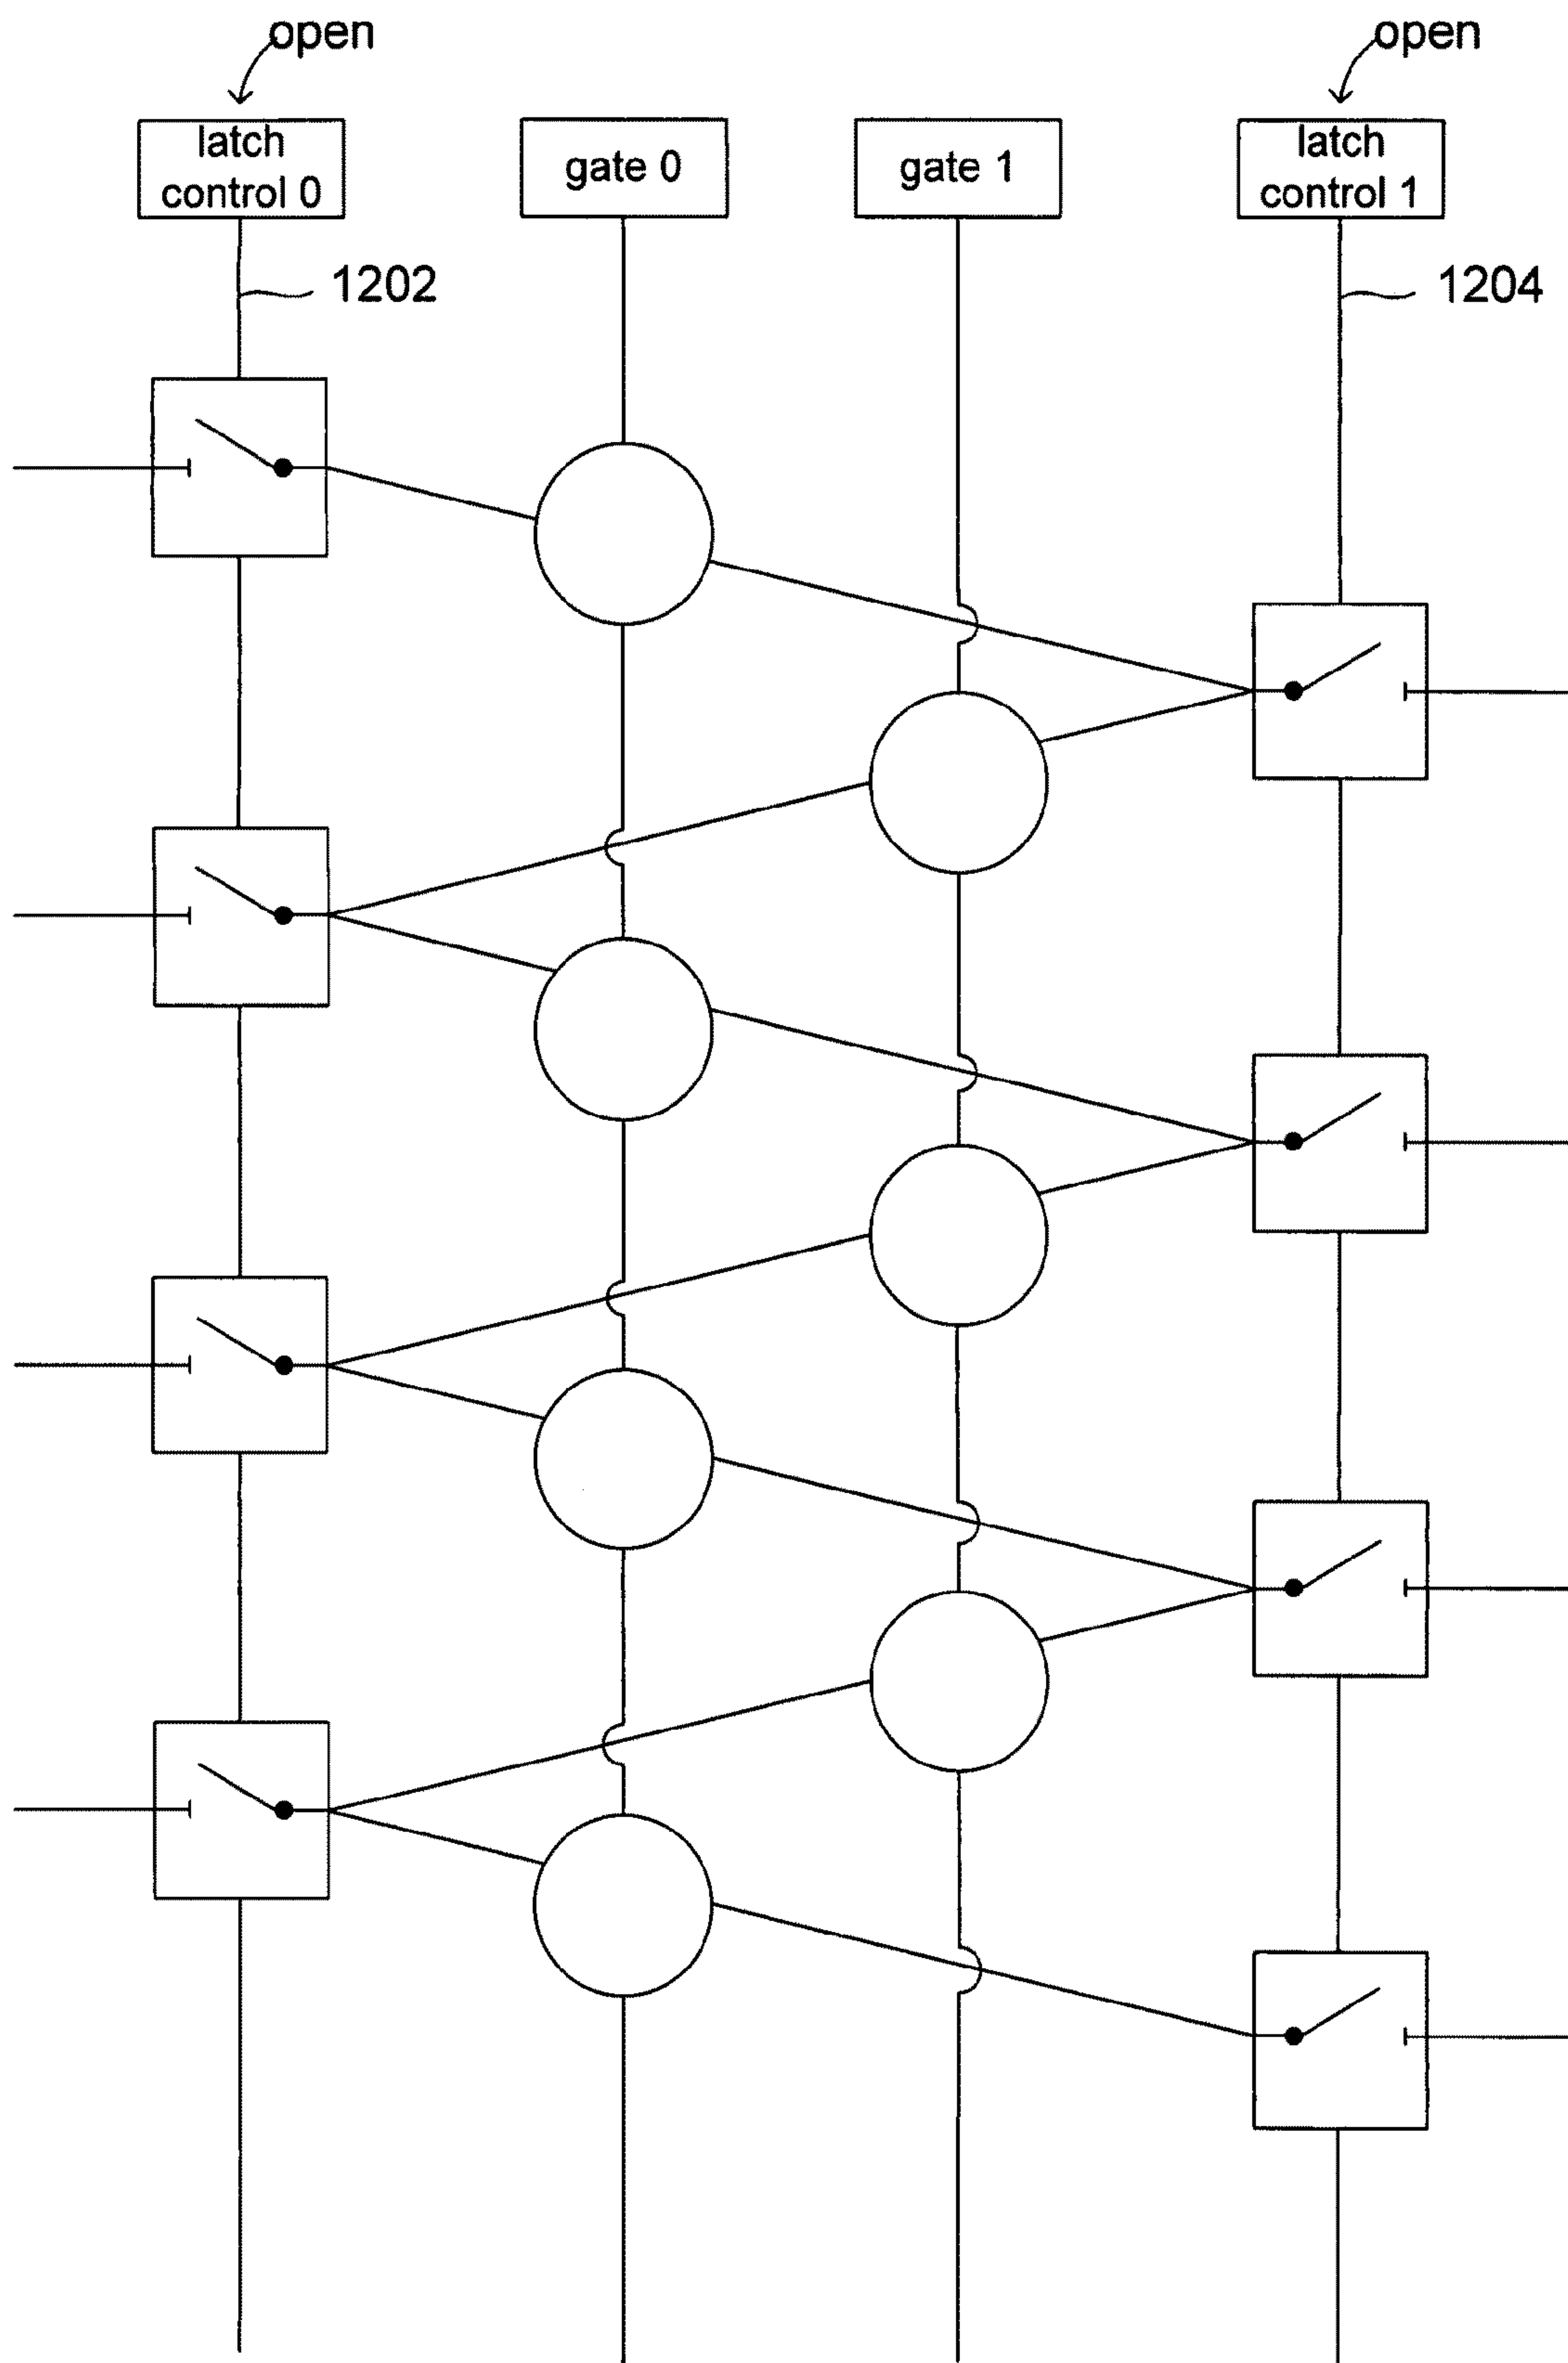 open
open
latch
control 0
gate 0
gate 1
latch
control 1
1202
1204